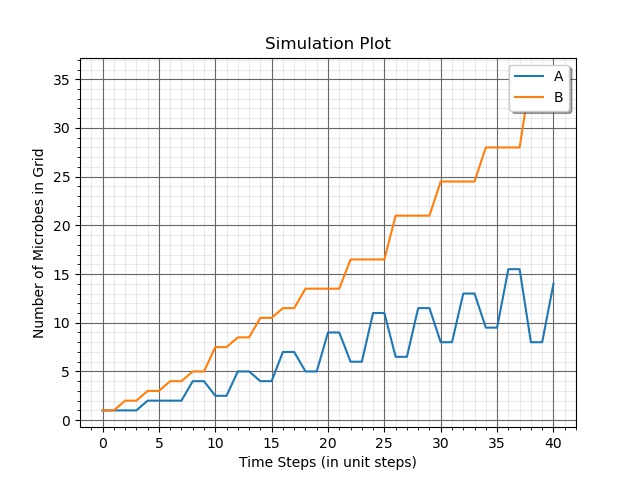 Simulation Plot
A
B
Number of Microbes in Grid
35
30
25
20
15
10
5
0
0 5 10 15 20 25 30 35 40
Time Steps (in unit steps)